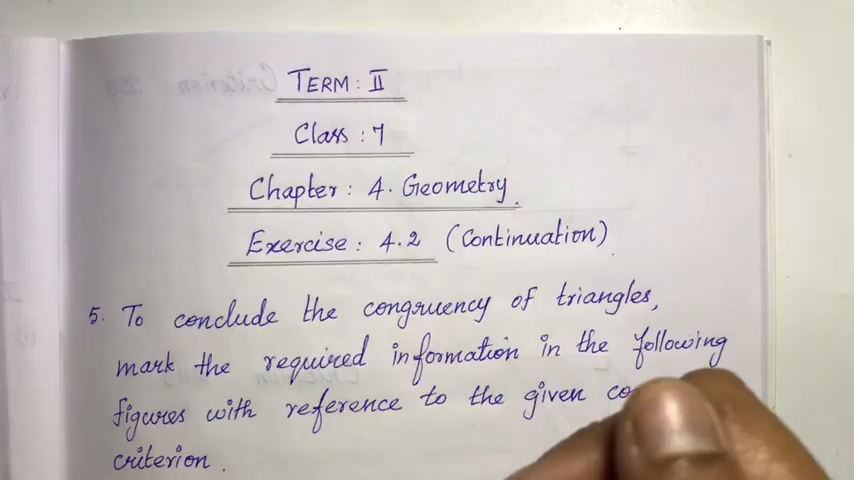 TERM : II
Class : 7
Chapter : 4. Geometry.
Exercise : 4.2 (Continuation)
5. To conclude the congruency of triangles,
mark the required information in the following
figures with reference to the given
criterion.